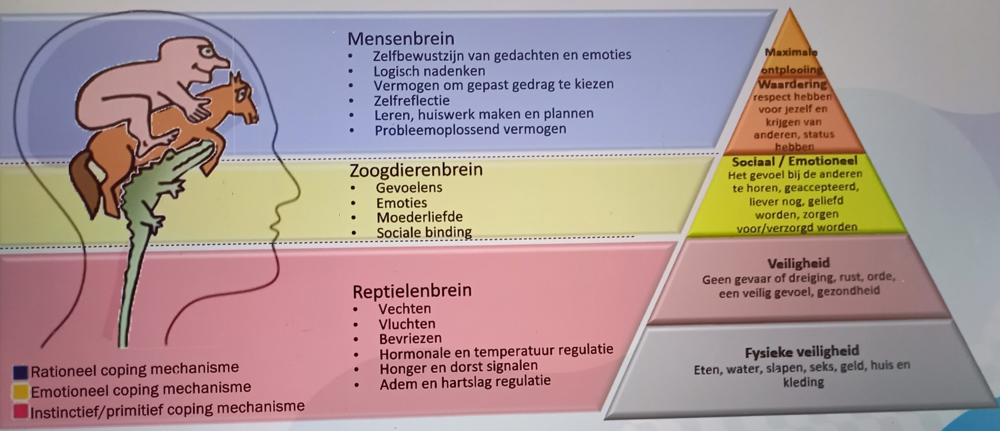 Mensenbrein
• Zelfbewustzijn van gedachten en emoties
• Logisch nadenken
• Vermogen om gepast gedrag te kiezen
• Zelfreflectie
• Leren, huiswerk maken en plannen
• Probleemoplossend vermogen
Zoogdierenbrein
• Gevoelens
• Emoties
• Moederliefde
• Sociale binding
Reptielenbrein
• Vechten
• Vluchten
• Bevriezen
• Hormonale en temperatuur regulatie
• Honger en dorst signalen
• Adem en hartslag regulatie
Rationeel coping mechanisme
Emotioneel coping mechanisme
Instinctief/primitief coping mechanisme
Maximale
ontplooiing
Waardering
respect hebben
voor jezelf en
krijgen van
anderen, status
hebben
Sociaal / Emotioneel
Het gevoel bij de anderen
te horen, geaccepteerd,
liever nog, geliefd
worden, zorgen
voor/verzorgd worden
Veiligheid
Geen gevaar of dreiging, rust, orde,
een veilig gevoel, gezondheid
Fysieke veiligheid
Eten, water, slapen, seks, geld, huis en
kleding